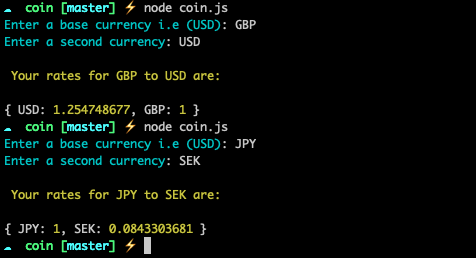 coin [master] ⚡ node coin.js
Enter a base currency i.e (USD): GBP
Enter a second currency: USD
Your rates for GBP to USD are:
{ USD: 1.254748677, GBP: 1 }
coin [master] ⚡ node coin.js
Enter a base currency i.e (USD): JPY
Enter a second currency: SEK
Your rates for JPY to SEK are:
{ JPY: 1, SEK: 0.0843303681 }
coin [master] ⚡